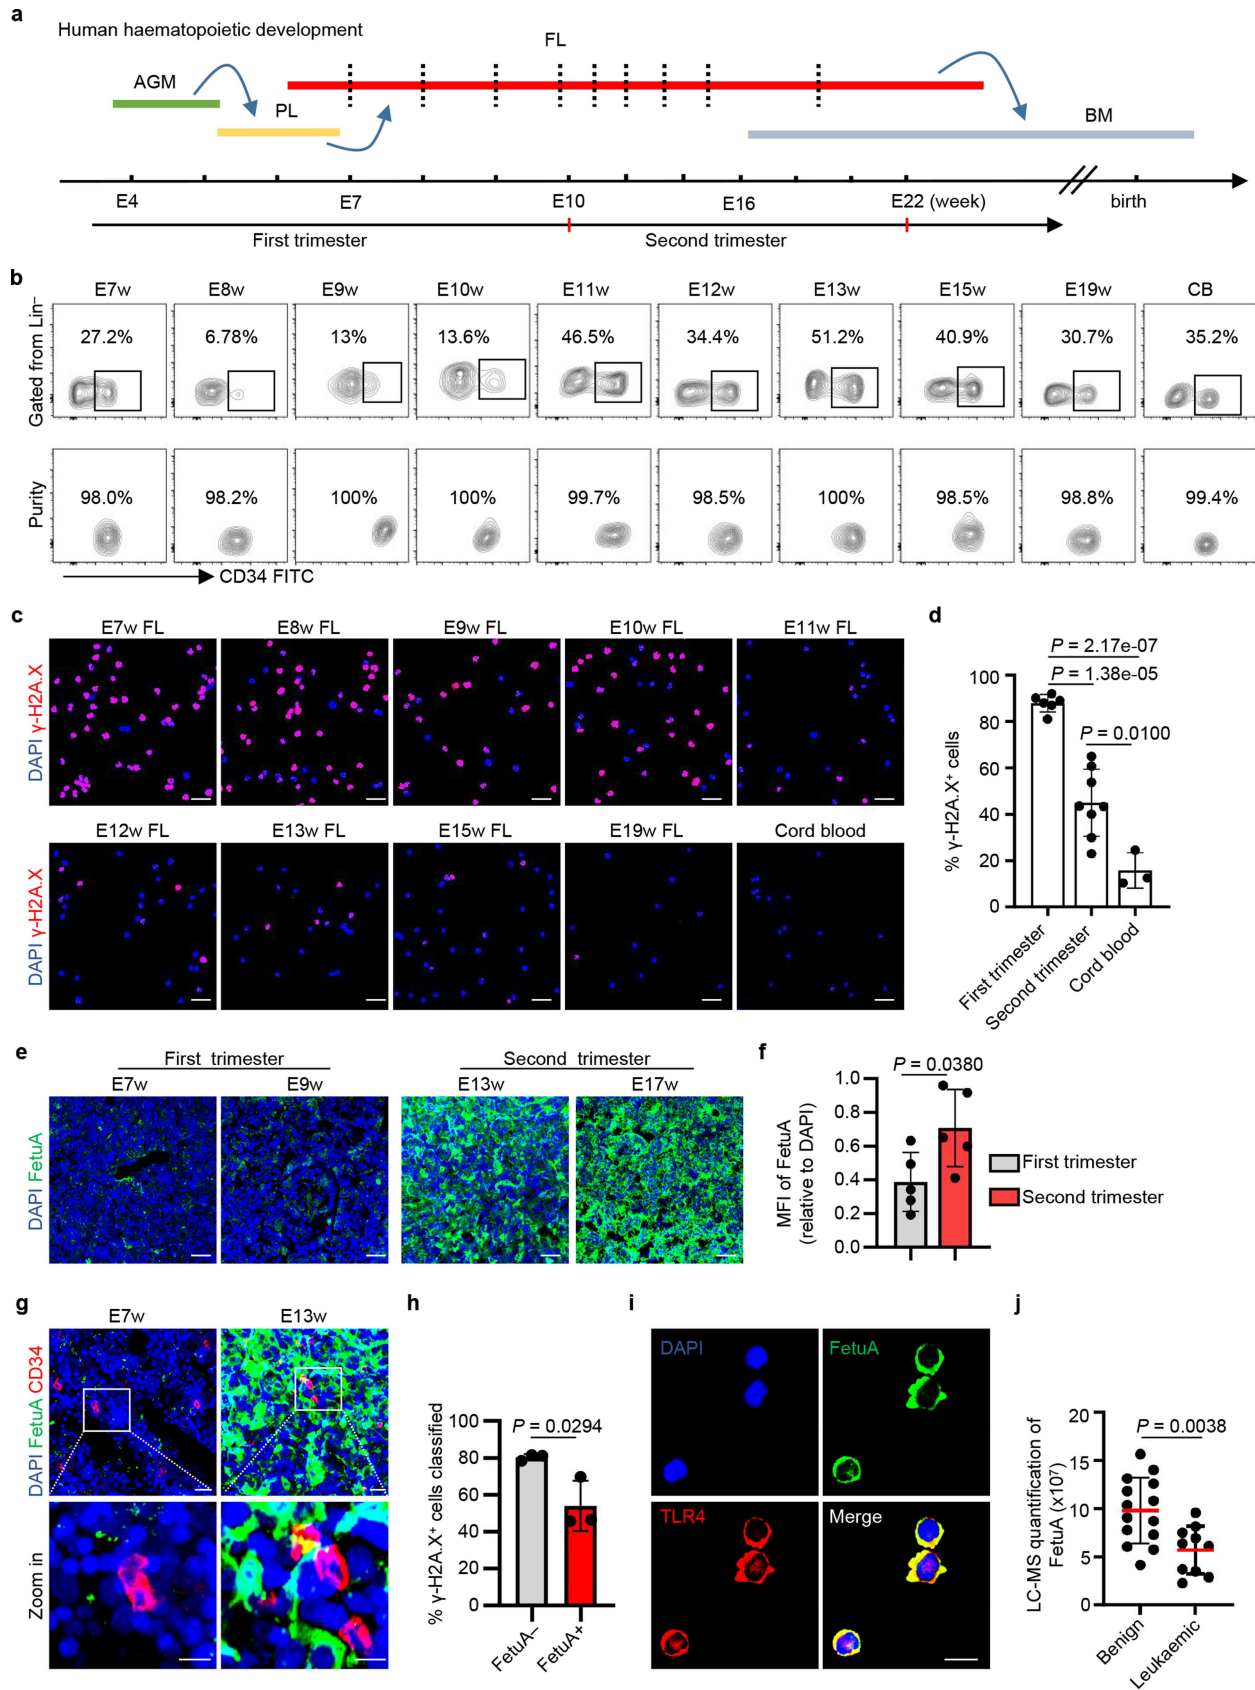 a
Human haematopoietic development
FL
AGM
PL
BM
E4 E7 E10 E16 E22 (week) birth
First trimester Second trimester
b
E7w E8w E9w E10w E11w E12w E13w E15w E19w CB
Gated from Lin⁻
27.2% 6.78% 13% 13.6% 46.5% 34.4% 51.2% 40.9% 30.7% 35.2%
Purity
98.0% 98.2% 100% 100% 99.7% 98.5% 100% 98.5% 98.8% 99.4%
CD34 FITC
c
E7w FL E8w FL E9w FL E10w FL E11w FL
DAPI γ-H2A.X
E12w FL E13w FL E15w FL E19w FL Cord blood
DAPI γ-H2A.X
d
P = 2.17e-07
P = 1.38e-05
P = 0.0100
% γ-H2A.X⁺ cells
100
80
60
40
20
0
First trimester
Second trimester
Cord blood
e
First trimester Second trimester
E7w E9w E13w E17w
DAPI FetuA
f
P = 0.0380
MFI of FetuA
(relative to DAPI)
1.0
0.8
0.6
0.4
0.2
0.0
First trimester
Second trimester
g
E7w E13w
DAPI FetuA CD34
Zoom in
h
P = 0.0294
% γ-H2A.X⁺ cells classified
100
80
60
40
20
0
FetuA–
FetuA+
i
DAPI FetuA
TLR4 Merge
j
P = 0.0038
LC-MS quantification of
FetuA (x10⁷)
20
15
10
5
0
Benign
Leukaemic